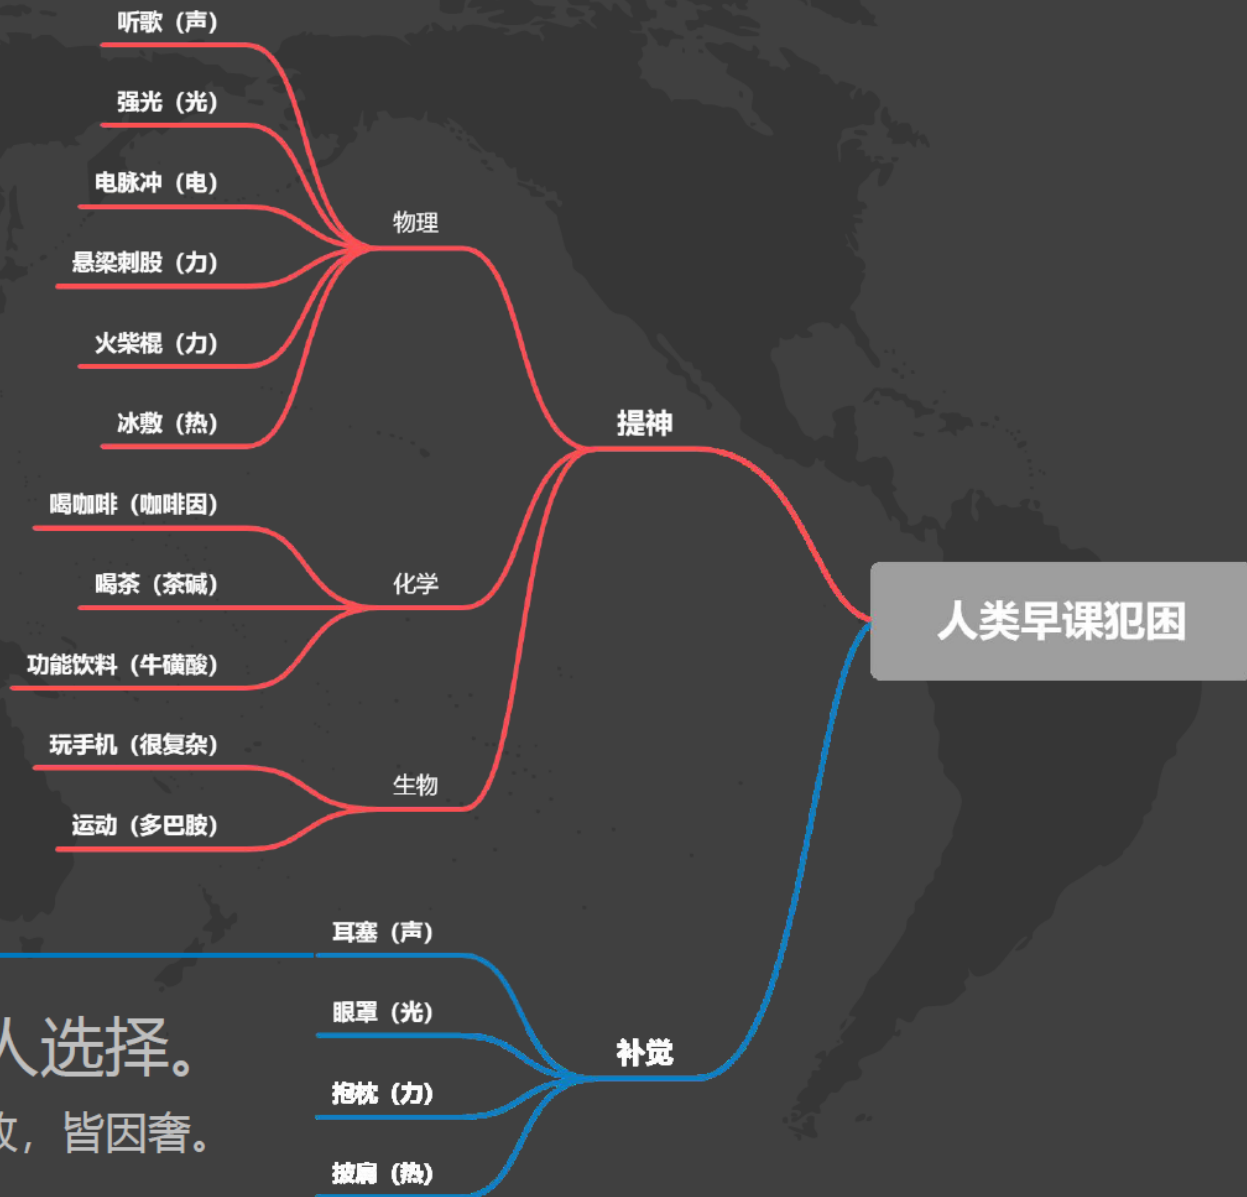 人类早课犯困
提神
物理
听歌（声）
强光（光）
电脉冲（电）
悬梁刺股（力）
火柴棍（力）
冰敷（热）
化学
喝咖啡（咖啡因）
喝茶（茶碱）
功能饮料（牛磺酸）
生物
玩手机（很复杂）
运动（多巴胺）
补觉
耳塞（声）
眼罩（光）
抱枕（力）
披肩（热）
人选择。
，皆因奢。